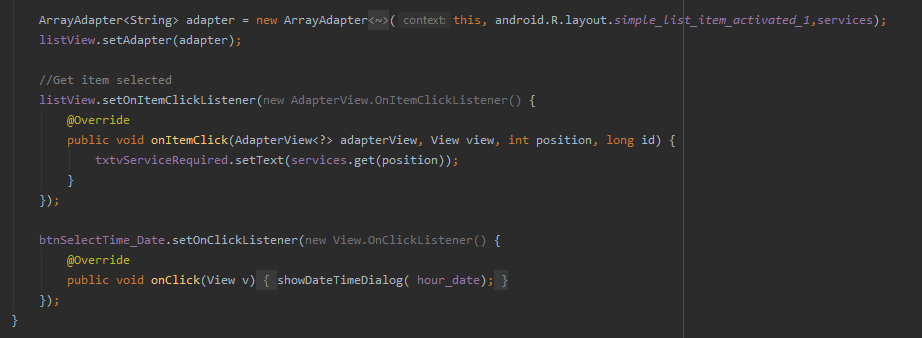 ArrayAdapter<String> adapter = new ArrayAdapter<~>( context: this, android.R.layout.simple_list_item_activated_1,services);
listView.setAdapter(adapter);
//Get item selected
listView.setOnItemClickListener(new AdapterView.OnItemClickListener() {
@Override
public void onItemClick(AdapterView<?> adapterView, View view, int position, long id) {
txtvServiceRequired.setText(services.get(position));
}
});
btnSelectTime_Date.setOnClickListener(new View.OnClickListener() {
@Override
public void onClick(View v) { showDateTimeDialog( hour_date); }
});
}